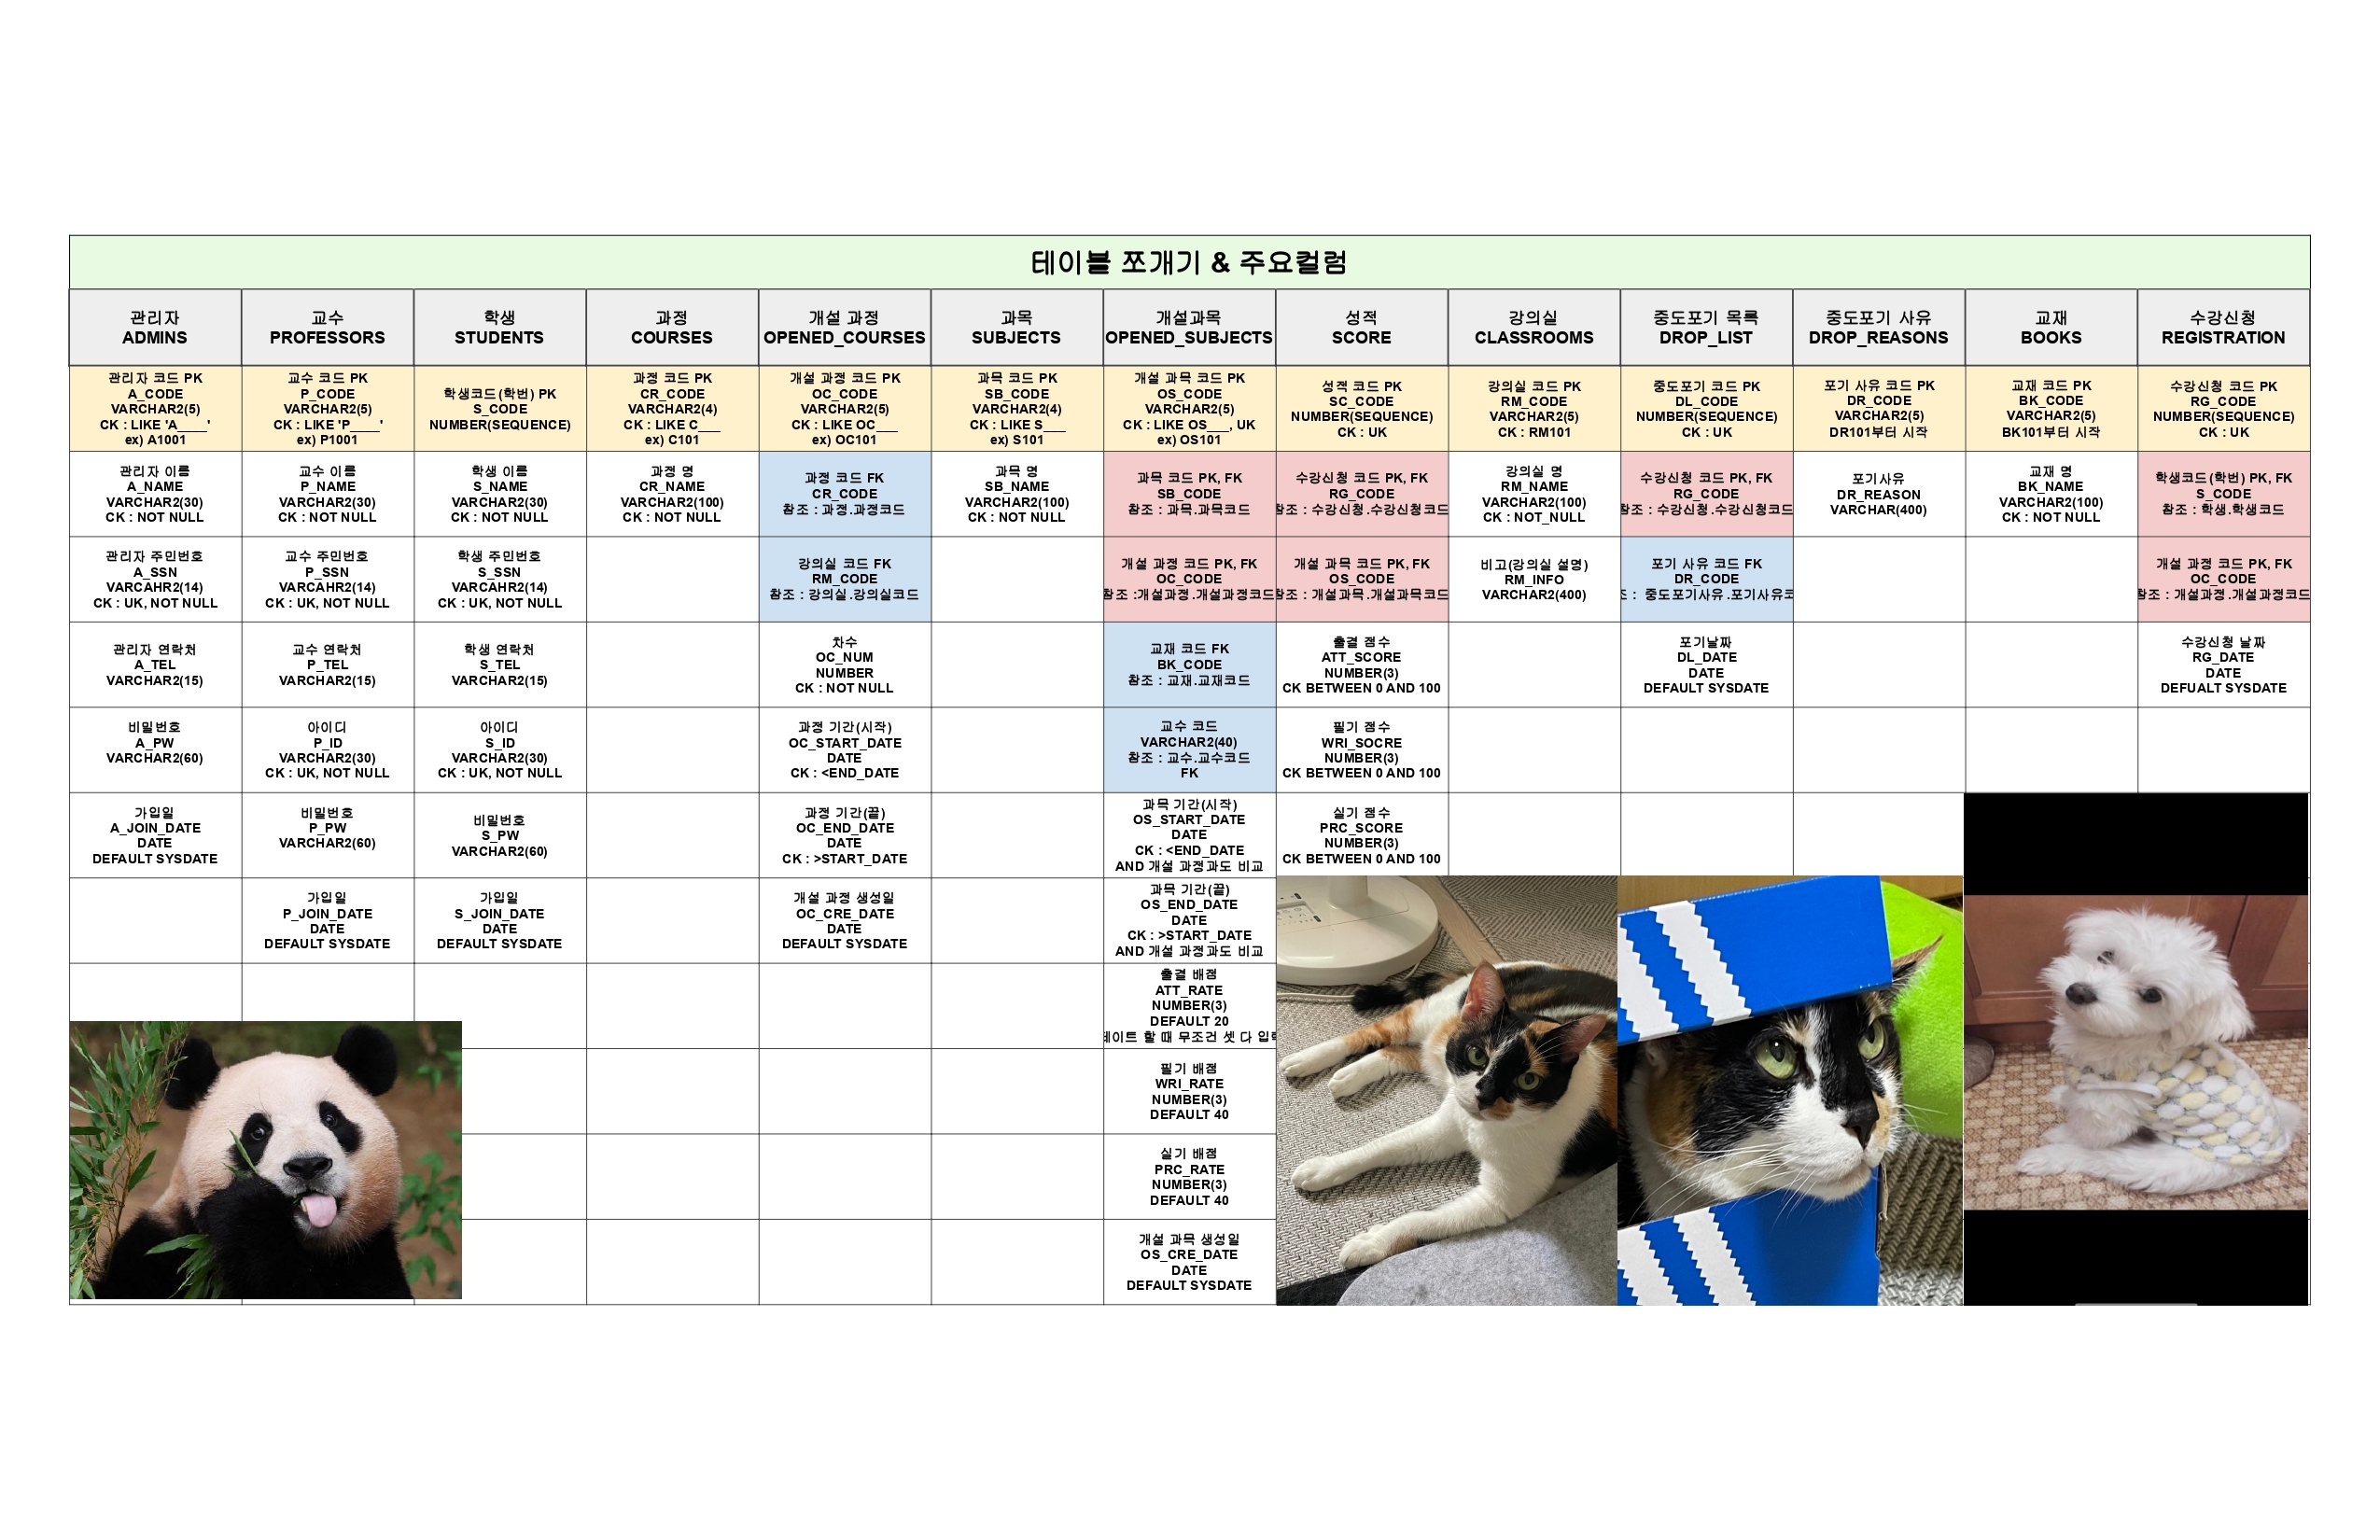 테이블 쪼개기 & 주요컬럼
관리자
ADMINS
교수
PROFESSORS
학생
STUDENTS
과정
COURSES
개설 과정
OPENED_COURSES
과목
SUBJECTS
개설과목
OPENED_SUBJECTS
성적
SCORE
강의실
CLASSROOMS
중도포기 목록
DROP_LIST
중도포기 사유
DROP_REASONS
교재
BOOKS
수강신청
REGISTRATION
관리자 코드 PK
A_CODE
VARCHAR2(5)
CK : LIKE 'A____'
ex) A1001
교수 코드 PK
P_CODE
VARCHAR2(5)
CK : LIKE 'P____'
ex) P1001
학생코드(학번) PK
S_CODE
NUMBER(SEQUENCE)
과정 코드 PK
CR_CODE
VARCHAR2(4)
CK : LIKE C___
ex) C101
개설 과정 코드 PK
OC_CODE
VARCHAR2(5)
CK : LIKE OC___
ex) OC101
과목 코드 PK
SB_CODE
VARCHAR2(4)
CK : LIKE S___
ex) S101
개설 과목 코드 PK
OS_CODE
VARCHAR2(5)
CK : LIKE OS___, UK
ex) OS101
성적 코드 PK
SC_CODE
NUMBER(SEQUENCE)
CK : UK
강의실 코드 PK
RM_CODE
VARCHAR2(5)
CK : RM101
중도포기 코드 PK
DL_CODE
NUMBER(SEQUENCE)
CK : UK
포기 사유 코드 PK
DR_CODE
VARCHAR2(5)
DR101부터 시작
교재 코드 PK
BK_CODE
VARCHAR2(5)
BK101부터 시작
수강신청 코드 PK
RG_CODE
NUMBER(SEQUENCE)
CK : UK
관리자 이름
A_NAME
VARCHAR2(30)
CK : NOT NULL
교수 이름
P_NAME
VARCHAR2(30)
CK : NOT NULL
학생 이름
S_NAME
VARCHAR2(30)
CK : NOT NULL
과정 명
CR_NAME
VARCHAR2(100)
CK : NOT NULL
과정 코드 FK
CR_CODE
참조 : 과정.과정코드
과목 명
SB_NAME
VARCHAR2(100)
CK : NOT NULL
과목 코드 PK, FK
SB_CODE
참조 : 과목.과목코드
수강신청 코드 PK, FK
RG_CODE
참조 : 수강신청.수강신청코드
강의실 명
RM_NAME
VARCHAR2(100)
CK : NOT_NULL
수강신청 코드 PK, FK
RG_CODE
참조 : 수강신청.수강신청코드
포기사유
DR_REASON
VARCHAR(400)
교재 명
BK_NAME
VARCHAR2(100)
CK : NOT NULL
학생코드(학번) PK, FK
S_CODE
참조 : 학생.학생코드
관리자 주민번호
A_SSN
VARCAHR2(14)
CK : UK, NOT NULL
교수 주민번호
P_SSN
VARCAHR2(14)
CK : UK, NOT NULL
학생 주민번호
S_SSN
VARCAHR2(14)
CK : UK, NOT NULL
강의실 코드 FK
RM_CODE
참조 : 강의실.강의실코드
개설 과정 코드 PK, FK
OC_CODE
참조 :개설과정.개설과정코드
개설 과목 코드 PK, FK
OS_CODE
참조 : 개설과목.개설과목코드
비고(강의실 설명)
RM_INFO
VARCHAR2(400)
포기 사유 코드 FK
DR_CODE
: 중도포기사유.포기사유
개설 과정 코드 PK, FK
OC_CODE
참조 : 개설과정.개설과정코드
관리자 연락처
A_TEL
VARCHAR2(15)
교수 연락처
P_TEL
VARCHAR2(15)
학생 연락처
S_TEL
VARCHAR2(15)
차수
OC_NUM
NUMBER
CK : NOT NULL
교재 코드 FK
BK_CODE
참조 : 교재.교재코드
출결 점수
ATT_SCORE
NUMBER(3)
CK BETWEEN 0 AND 100
포기날짜
DL_DATE
DATE
DEFAULT SYSDATE
수강신청 날짜
RG_DATE
DATE
DEFUALT SYSDATE
비밀번호
A_PW
VARCHAR2(60)
아이디
P_ID
VARCHAR2(30)
CK : UK, NOT NULL
아이디
S_ID
VARCHAR2(30)
CK : UK, NOT NULL
과정 기간(시작)
OC_START_DATE
DATE
CK : <END_DATE
교수 코드
VARCHAR2(40)
참조 : 교수.교수코드
FK
필기 점수
WRI_SOCRE
NUMBER(3)
CK BETWEEN 0 AND 100
가입일
A_JOIN_DATE
DATE
DEFAULT SYSDATE
비밀번호
P_PW
VARCHAR2(60)
비밀번호
S_PW
VARCHAR2(60)
과정 기간(끝)
OC_END_DATE
DATE
CK : >START_DATE
과목 기간(시작)
OS_START_DATE
DATE
CK : <END_DATE
AND 개설 과정과도 비교
실기 점수
PRC_SCORE
NUMBER(3)
CK BETWEEN 0 AND 100
가입일
P_JOIN_DATE
DATE
DEFAULT SYSDATE
가입일
S_JOIN_DATE
DATE
DEFAULT SYSDATE
개설 과정 생성일
OC_CRE_DATE
DATE
DEFAULT SYSDATE
과목 기간(끝)
OS_END_DATE
DATE
CK : >START_DATE
AND 개설 과정과도 비교
출결 배점
ATT_RATE
NUMBER(3)
DEFAULT 20
데이트 할 때 무조건 셋 다 입력
필기 배점
WRI_RATE
NUMBER(3)
DEFAULT 40
실기 배점
PRC_RATE
NUMBER(3)
DEFAULT 40
개설 과목 생성일
OS_CRE_DATE
DATE
DEFAULT SYSDATE